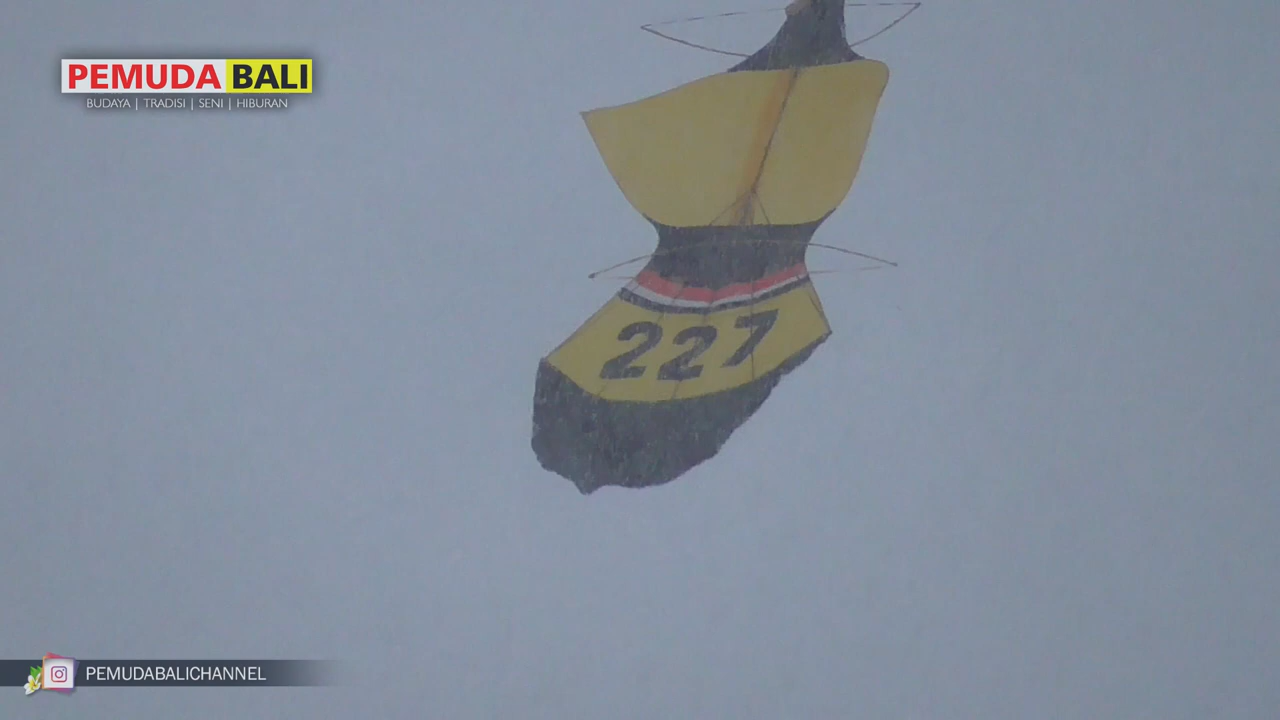 PEMUDA BALI
BUDAYA | TRADISI | SENI | HIBURAN
227
PEMUDABALICHANNEL